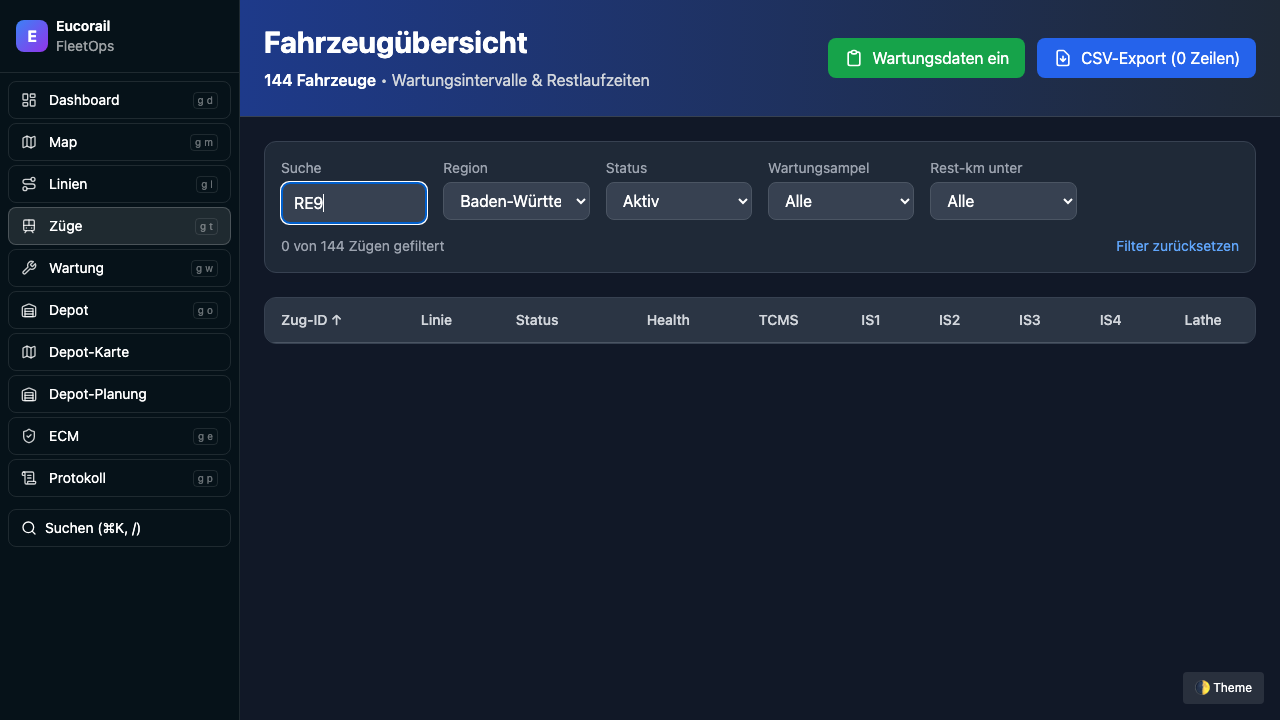 E
Eucorail
FleetOps
Dashboard g d
Map g m
Linien g l
Züge g t
Wartung g w
Depot g o
Depot-Karte
Depot-Planung
ECM g e
Protokoll g p
Suchen (⌘K, /)
Fahrzeugübersicht
144 Fahrzeuge • Wartungsintervalle & Restlaufzeiten
Wartungsdaten ein
CSV-Export (0 Zeilen)
Suche Region Status Wartungsampel Rest-km unter
RE9 Baden-Württe Aktiv Alle Alle
0 von 144 Zügen gefiltert Filter zurücksetzen
Zug-ID ↑ Linie Status Health TCMS IS1 IS2 IS3 IS4 Lathe
🌗 Theme